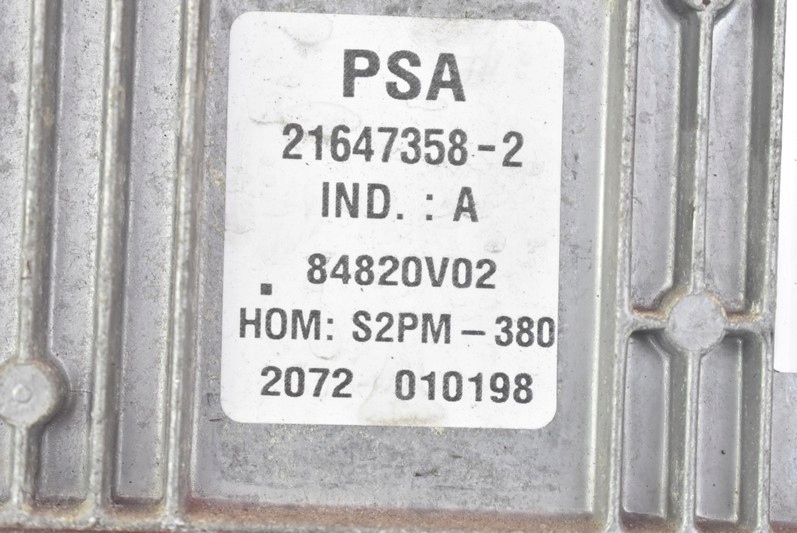 PSA
21647358-2
IND. : A
. 84820V02
HOM: S2PM-380
2072 010198